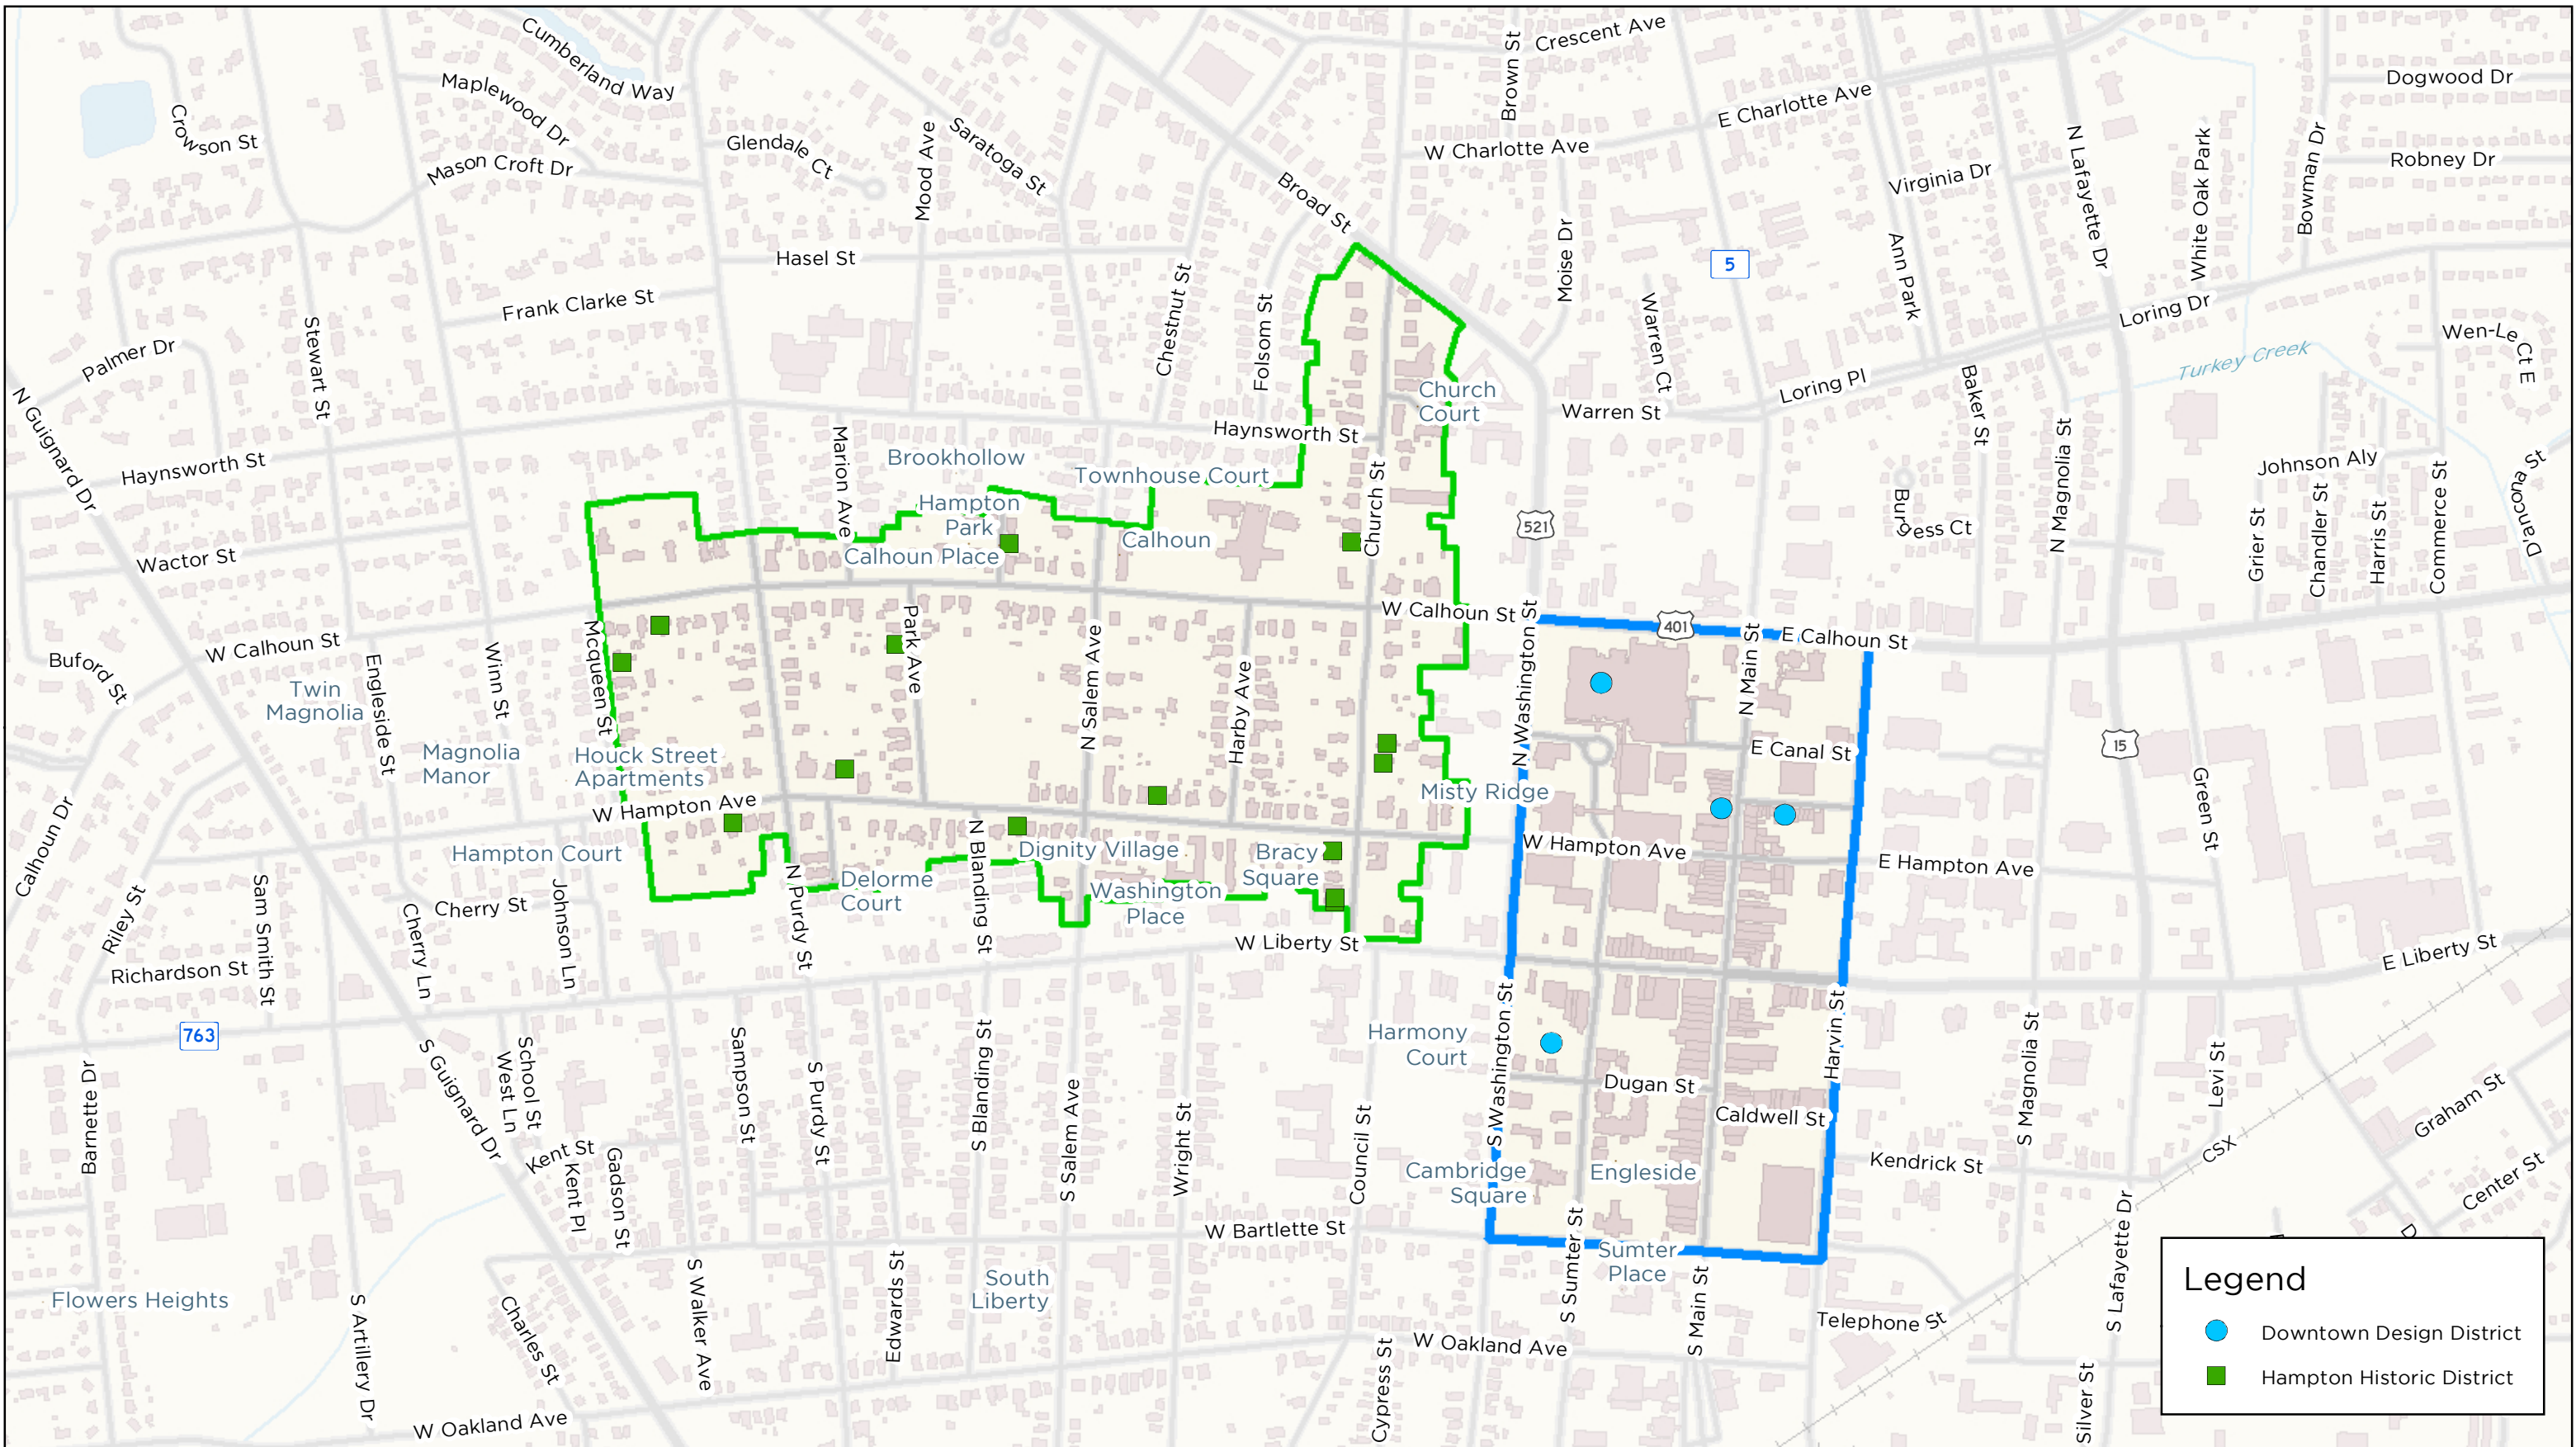 Cumberland Way
Crescent Ave
Brown St
Maplewood Dr
Dogwood Dr
Crowson St
E Charlotte Ave
Glendale Ct
Mood Ave
Saratoga St
W Charlotte Ave
Mason Croft Dr
Robney Dr
N Lafayette Dr
White Oak Park
Bowman Dr
Virginia Dr
Broad St
Hasel St
Moise Dr
5
Ann Park
Frank Clarke St
Chestnut St
Folsom St
Warren Ct
Loring Dr
Stewart St
Palmer Dr
Wen-Le
Ct E
Turkey Creek
Church
Court
Loring Pl
Baker St
N Guignard Dr
Warren St
Haynsworth St
Marion Ave
Brookhollow
Haynsworth St
Townhouse Court
Church St
N Magnolia St
Johnson Aly
Hampton
Park
Burgess Ct
Grier St
Chandler St
Harris St
Commerce St
D'ancona St
521
Calhoun
Calhoun Place
Wactor St
W Calhoun St
401
E Calhoun St
Mcqueen St
Park Ave
N Salem Ave
Harby Ave
N Washington St
N Main St
W Calhoun St
Buford St
Twin
Magnolia
Engleside St
Winn St
Magnolia
Manor
Houck Street
Apartments
E Canal St
15
Misty Ridge
Green St
W Hampton Ave
Calhoun Dr
Hampton Court
N Blanding St
Dignity Village
Bracy
Square
W Hampton Ave
E Hampton Ave
N Purdy St
Delorme
Court
Washington
Place
Riley St
Sam Smith St
Cherry St
Cherry Ln
Johnson Ln
W Liberty St
E Liberty St
Richardson St
763
Harmony
Court
S Washington St
Harvin St
S Magnolia St
Levi St
Barnette Dr
S Guignard Dr
West Ln
School St
Sampson St
S Purdy St
S Blanding St
S Salem Ave
Wright St
Council St
Dugan St
Caldwell St
Graham St
CSX
Kent St
Kent Pl
Gadson St
Cambridge
Square
Engleside
Kendrick St
Center St
W Bartlette St
S Sumter St
Sumter
Place
S Main St
S Lafayette Dr
D
Flowers Heights
S Artillery Dr
Charles St
S Walker Ave
Edwards St
South
Liberty
Telephone St
W Oakland Ave
Cypress St
Silver St
W Oakland Ave
Legend
Downtown Design District
Hampton Historic District